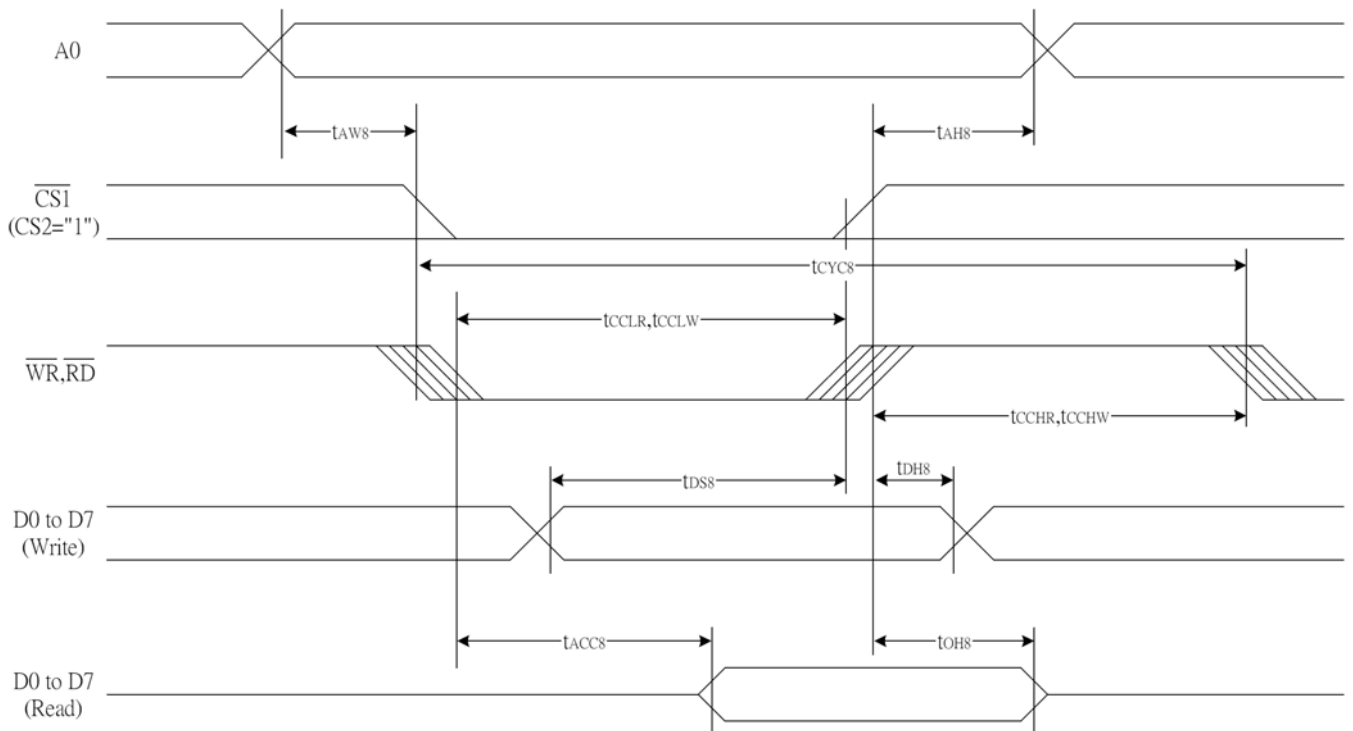 A0
tAW8
tAH8
CS1
(CS2="1")
tCYC8
tCCLR,tCCLW
WR,RD
tCCHR,tCCHW
tDS8
tDH8
D0 to D7
(Write)
tACC8
tOH8
D0 to D7
(Read)